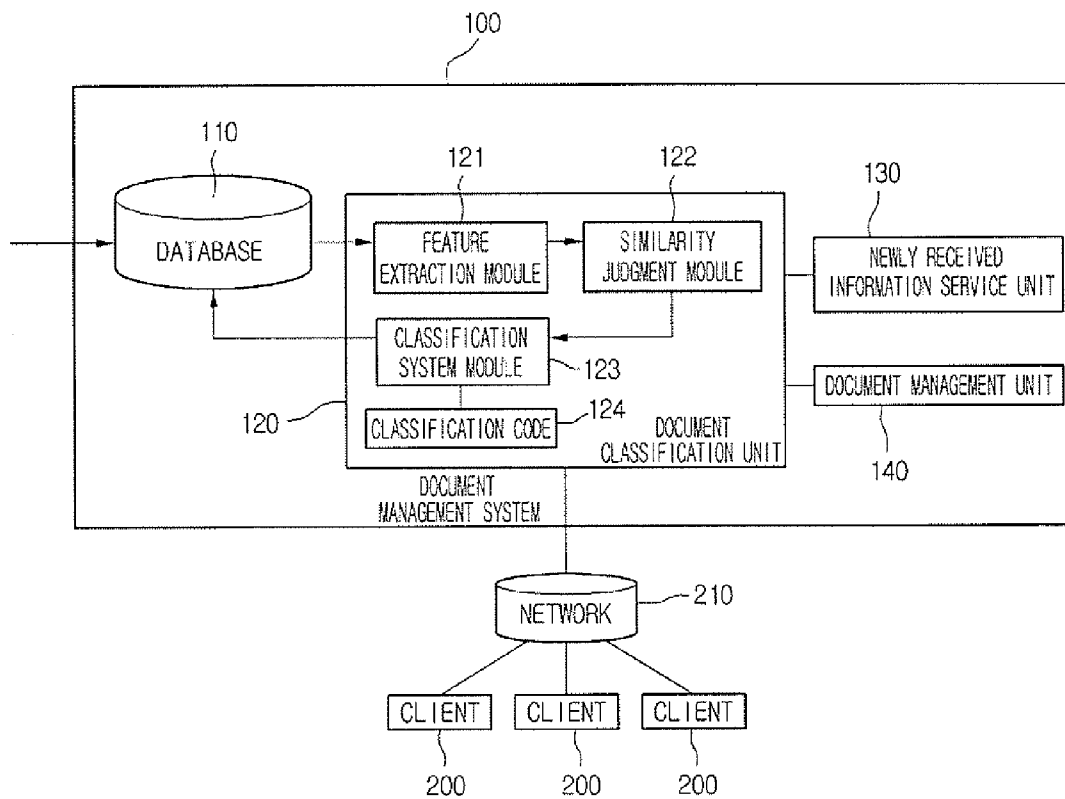 100
110
121
122
130
DATABASE
FEATURE
EXTRACTION MODULE
SIMILARITY
JUDGMENT MODULE
NEWLY RECEIVED
INFORMATION SERVICE UNIT
CLASSIFICATION
SYSTEM MODULE
123
DOCUMENT MANAGEMENT UNIT
120
CLASSIFICATION CODE
124
DOCUMENT
CLASSIFICATION UNIT
140
DOCUMENT
MANAGEMENT SYSTEM
NETWORK
210
CLIENT
CLIENT
CLIENT
200
200
200